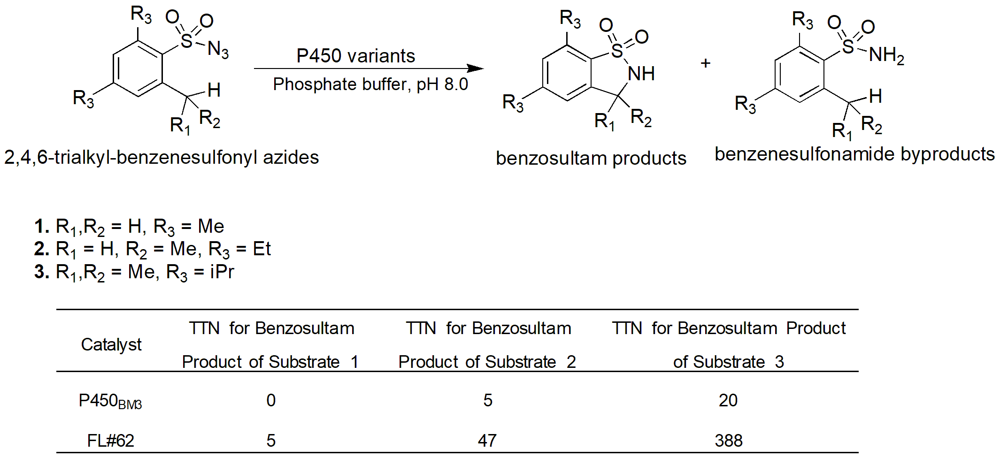 R3 O O S N3 H R2 R1 R3
P450 variants
Phosphate buffer, pH 8.0
R3 O O S NH R3 R1 R2
+
R3 O O S NH2 H R3 R2 R1
2,4,6-trialkyl-benzenesulfonyl azides
benzosultam products
benzenesulfonamide byproducts
1. R1,R2 = H, R3 = Me
2. R1 = H, R2 = Me, R3 = Et
3. R1,R2 = Me, R3 = iPr
Catalyst
TTN for Benzosultam
Product of Substrate 1
TTN for Benzosultam
Product of Substrate 2
TTN for Benzosultam Product
of Substrate 3
P450BM3 0 5 20
FL#62 5 47 388